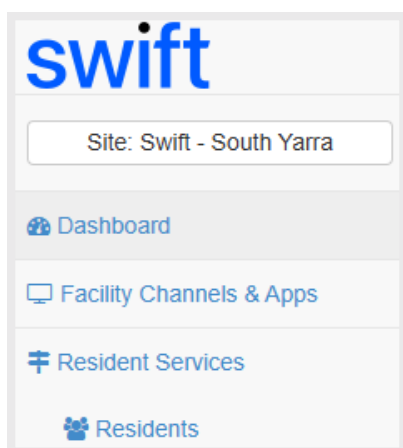 swift
Site: Swift - South Yarra
Dashboard
Facility Channels & Apps
Resident Services
Residents